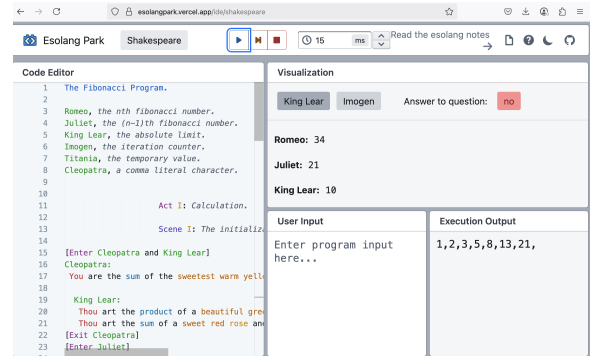 esolangpark.vercel.app/ide/shakespeare
Esolang Park
Shakespeare
15 ms
Read the esolang notes →
Code Editor
1 The Fibonacci Program.
2
3 Romeo, the nth fibonacci number.
4 Juliet, the (n-1)th fibonacci number.
5 King Lear, the absolute limit.
6 Imogen, the iteration counter.
7 Titania, the temporary value.
8 Cleopatra, a comma literal character.
9
10
11 Act I: Calculation.
12
13 Scene I: The initializa
14
15 [Enter Cleopatra and King Lear]
16 Cleopatra:
17 You are the sum of the sweetest warm yell
18
19 King Lear:
20 Thou art the product of a beautiful gre
21 Thou art the sum of a sweet red rose and
22 [Exit Cleopatra]
23 [Enter Juliet]
Visualization
King Lear Imogen Answer to question: no
Romeo: 34
Juliet: 21
King Lear: 10
User Input
Enter program input
here...
Execution Output
1,2,3,5,8,13,21,